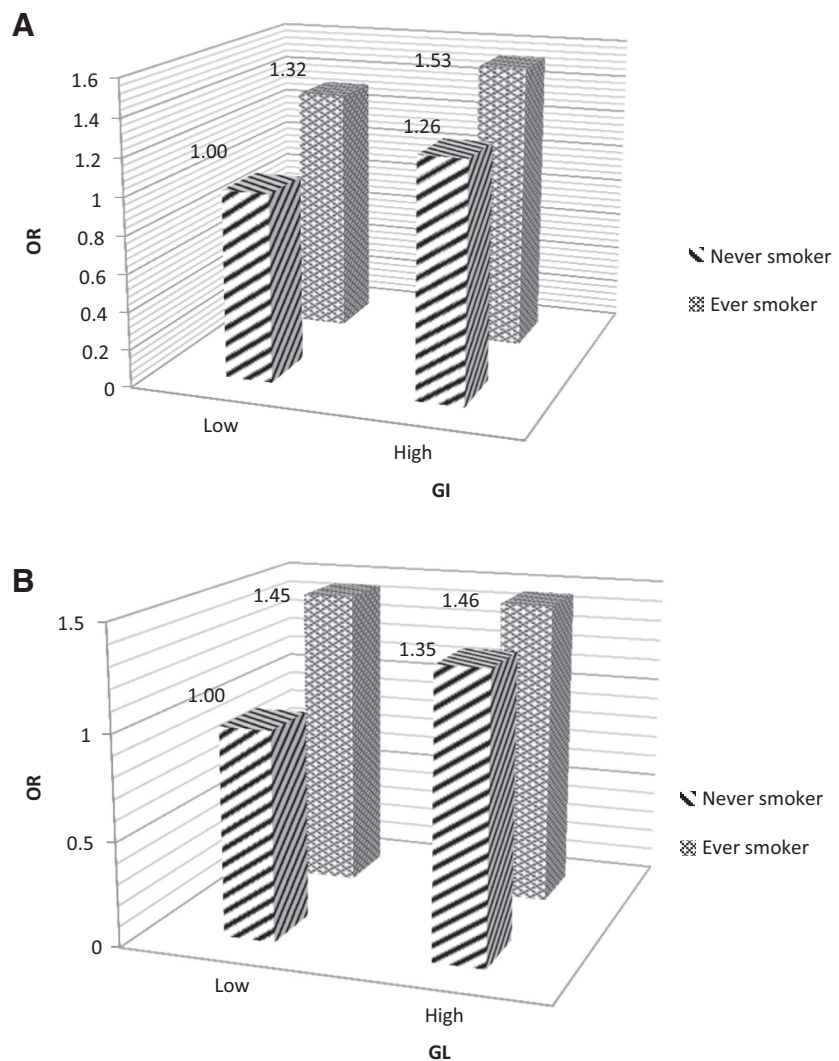 A
1.6
1.4
1.2
1
0.8
0.6
0.4
0.2
0
OR
1.00
1.32
1.26
1.53
Low
High
GI
Never smoker
Ever smoker
B
1.5
1
0.5
0
OR
1.00
1.45
1.35
1.46
Low
High
GL
Never smoker
Ever smoker